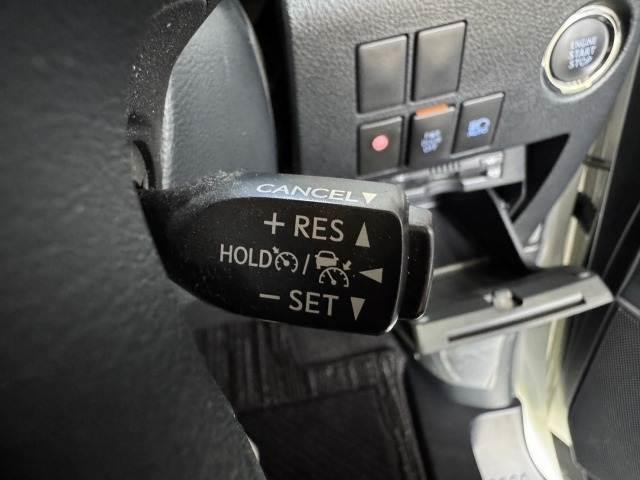 ENGINE
START
STOP
CANCEL
+ RES
HOLD /
- SET